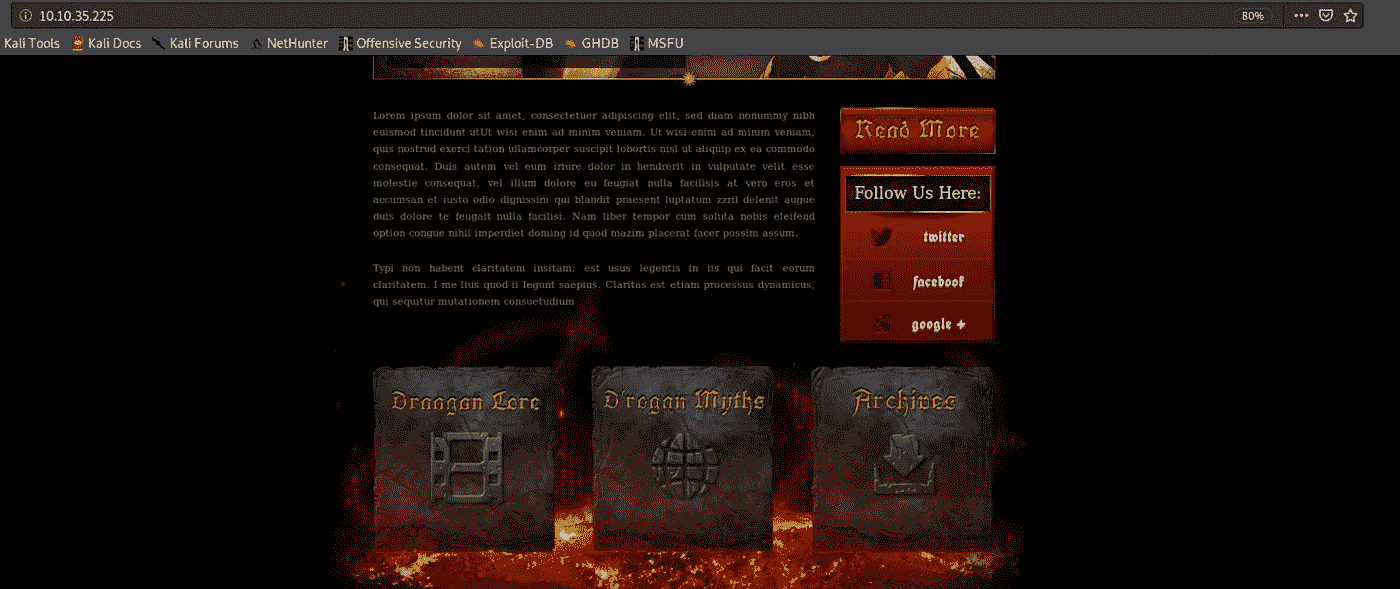 10.10.35.225
80%
Kali Tools Kali Docs Kali Forums NetHunter Offensive Security Exploit-DB GHDB MSFU
Lorem ipsum dolor sit amet, consectetuer adipiscing elit, sed diam nonummy nibh
euismod tincidunt utUt wisi enim ad minim veniam. Ut wisi enim ad minim veniam,
quis nostrud exerci tation ullamcorper suscipit lobortis nisl ut aliquip ex ea commodo
consequat. Duis autem vel eum iriure dolor in hendrerit in vulputate velit esse
molestie consequat, vel illum dolore eu feugiat nulla facilisis at vero eros et
accumsan et iusto odio dignissim qui blandit praesent luptatum zzril delenit augue
duis dolore te feugait nulla facilisi. Nam liber tempor cum soluta nobis eleifend
option congue nihil imperdiet doming id quod mazim placerat facer possim assum.
Typi non habent claritatem insitam; est usus legentis in iis qui facit eorum
claritatem. I me lius quod ii legunt saepius. Claritas est etiam processus dynamicus,
qui sequitur mutationem consuetudium
Read More
Follow Us Here:
twitter
facebook
google +
Draagan Lore
D'rogan Myths
Archives